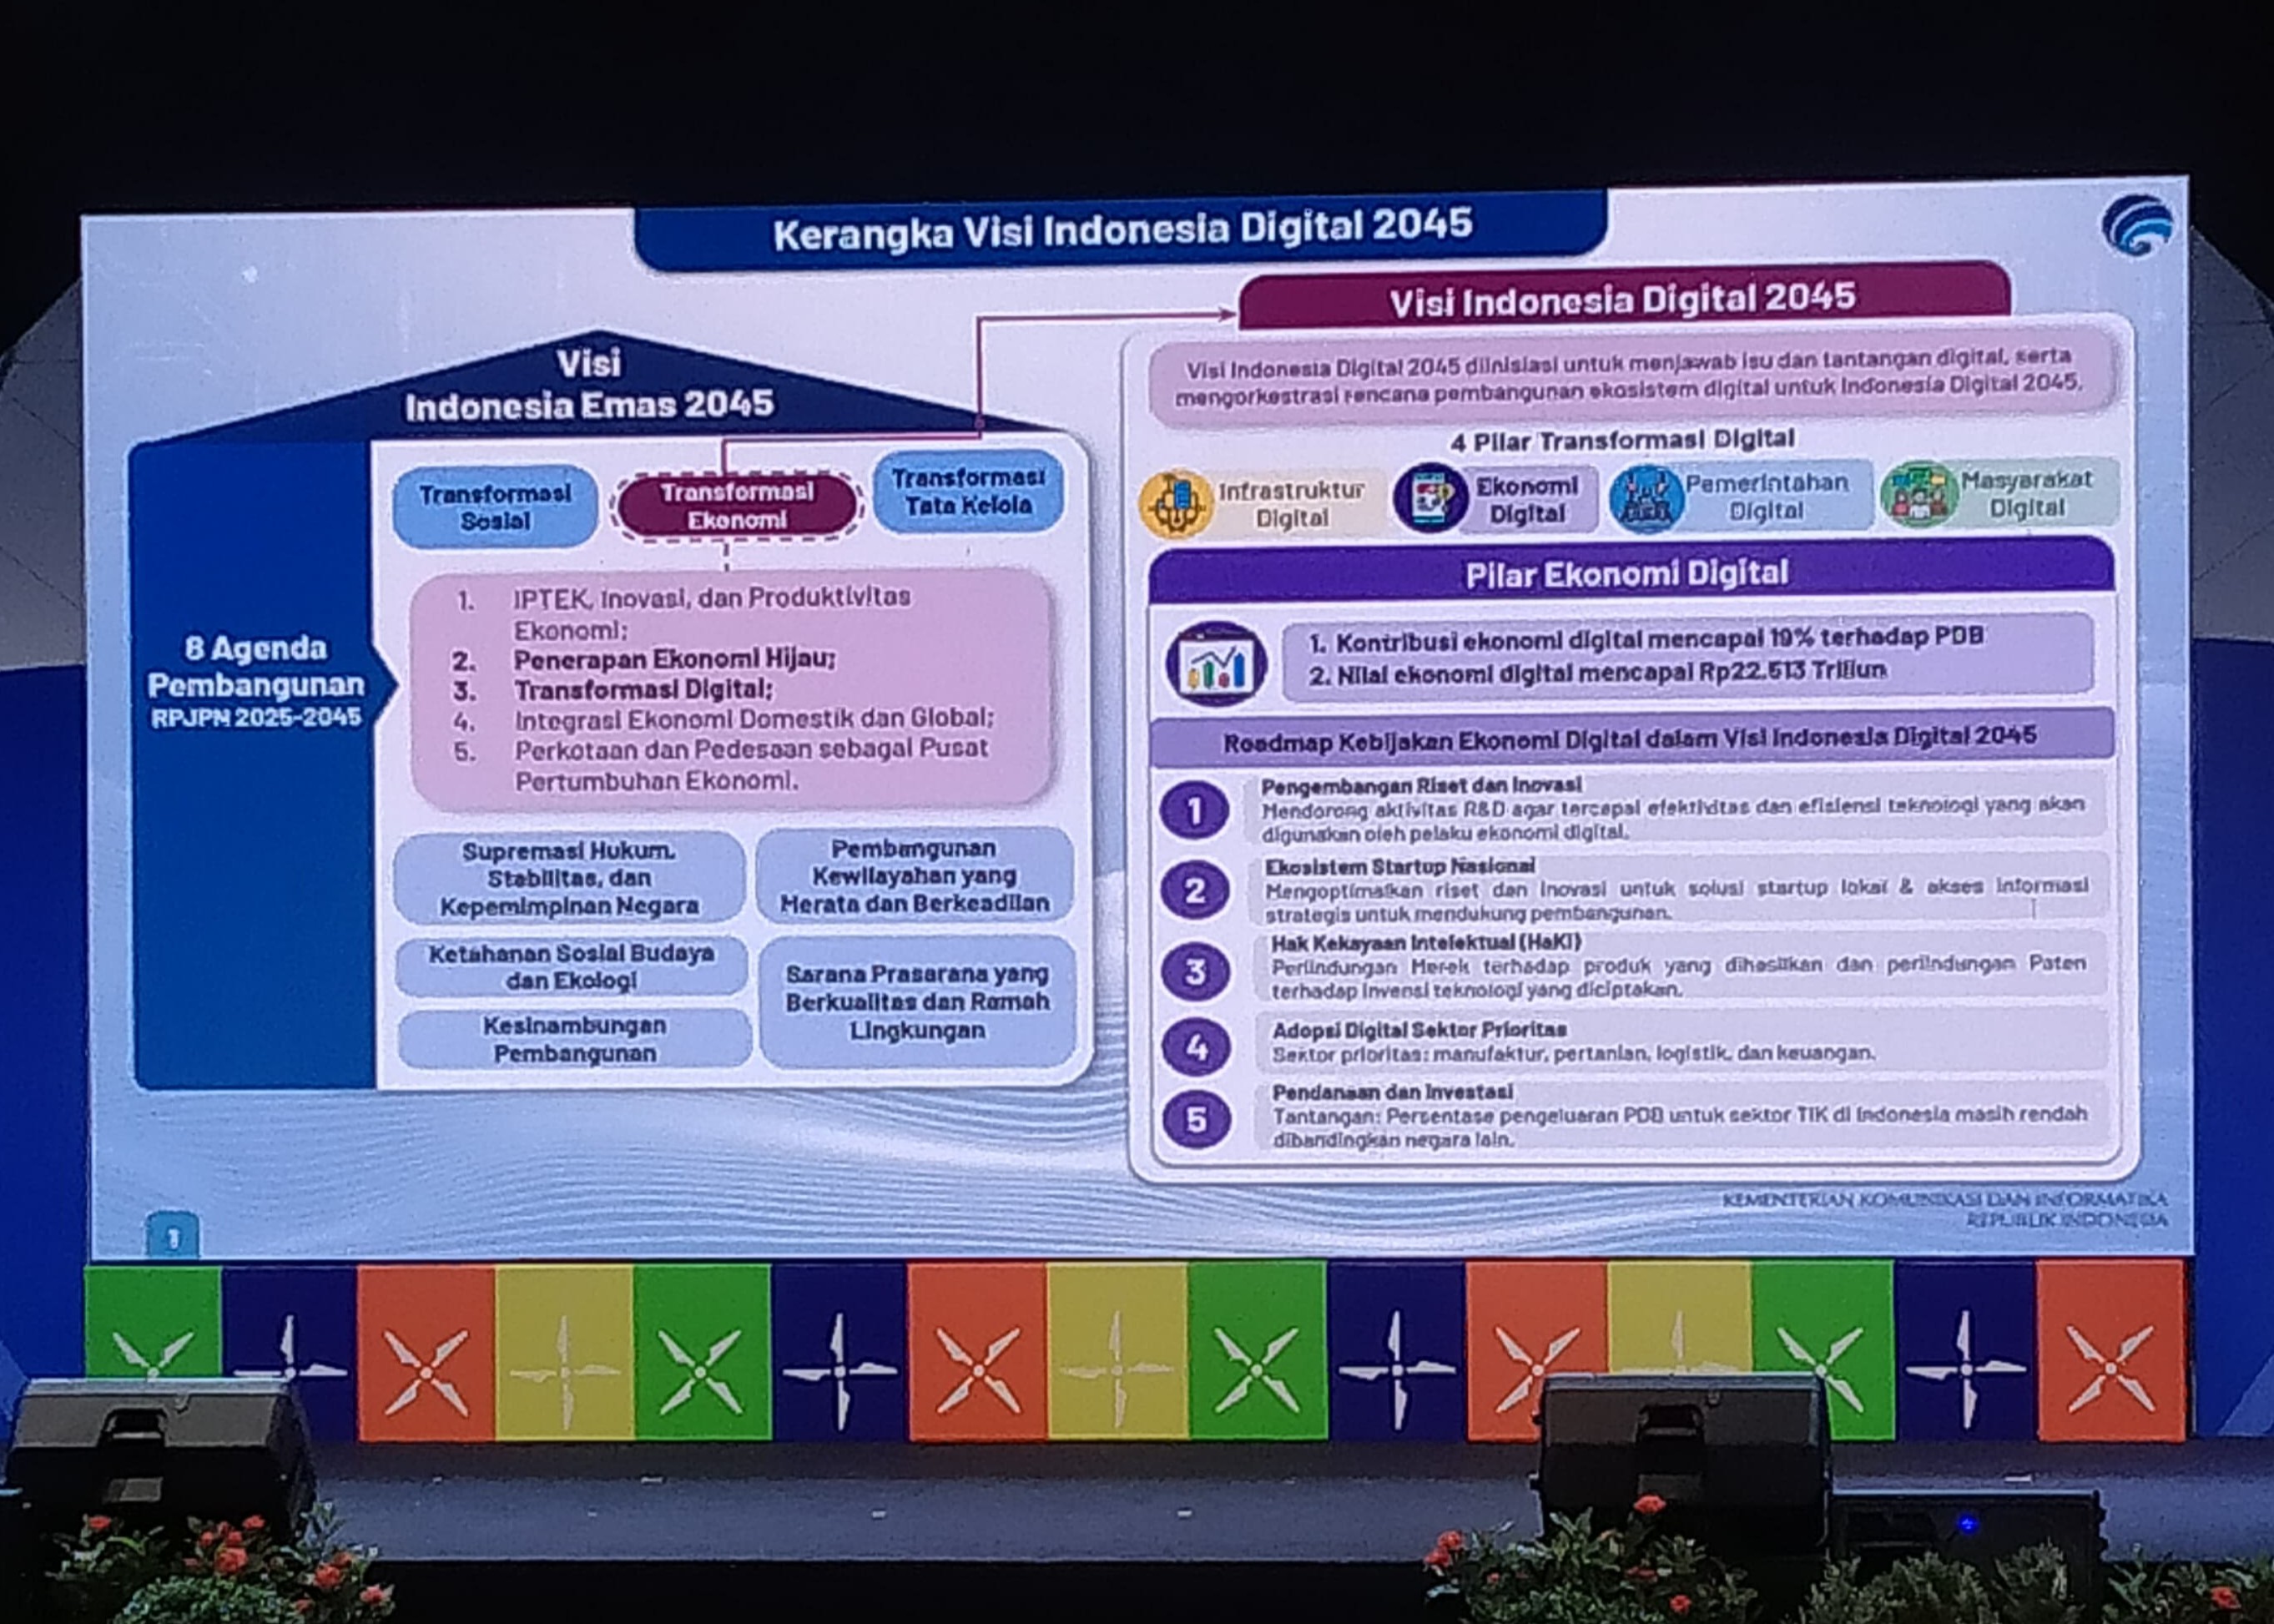 Kerangka Visi Indonesia Digital 2045
Visi
Indonesia Emas 2045
8 Agenda
Pembangunan
RPJPN 2025-2045
Transformasi
Sosial
Transformasi
Ekonomi
Transformasi
Tata Kelola
1. IPTEK, Inovasi, dan Produktivitas
Ekonomi;
2. Penerapan Ekonomi Hijau;
3. Transformasi Digital;
4. Integrasi Ekonomi Domestik dan Global;
5. Perkotaan dan Pedesaan sebagai Pusat
Pertumbuhan Ekonomi.
Supremasi Hukum,
Stabilitas, dan
Kepemimpinan Negara
Pembangunan
Kewilayahan yang
Merata dan Berkeadilan
Ketahanan Sosial Budaya
dan Ekologi
Sarana Prasarana yang
Berkualitas dan Ramah
Lingkungan
Kesinambungan
Pembangunan
Visi Indonesia Digital 2045
Visi Indonesia Digital 2045 diinisiasi untuk menjawab isu dan tantangan digital, serta
mengorkestrasi rencana pembangunan ekosistem digital untuk Indonesia Digital 2045.
4 Pilar Transformasi Digital
Infrastruktur
Digital
Ekonomi
Digital
Pemerintahan
Digital
Masyarakat
Digital
Pilar Ekonomi Digital
1. Kontribusi ekonomi digital mencapai 19% terhadap PDB
2. Nilai ekonomi digital mencapai Rp22.513 Triliun
Roadmap Kebijakan Ekonomi Digital dalam Visi Indonesia Digital 2045
1
Pengembangan Riset dan Inovasi
Mendorong aktivitas R&D agar tercapai efektivitas dan efisiensi teknologi yang akan
digunakan oleh pelaku ekonomi digital.
2
Ekosistem Startup Nasional
Mengoptimalkan riset dan inovasi untuk solusi startup lokal & akses informasi
strategis untuk mendukung pembangunan.
3
Hak Kekayaan Intelektual (HaKI)
Perlindungan Merek terhadap produk yang dihasilkan dan perlindungan Paten
terhadap invensi teknologi yang diciptakan.
4
Adopsi Digital Sektor Prioritas
Sektor prioritas: manufaktur, pertanian, logistik, dan keuangan.
5
Pendanaan dan Investasi
Tantangan: Persentase pengeluaran PDB untuk sektor TIK di Indonesia masih rendah
dibandingkan negara lain.
KEMENTERIAN KOMUNIKASI DAN INFORMATIKA
REPUBLIK INDONESIA
1